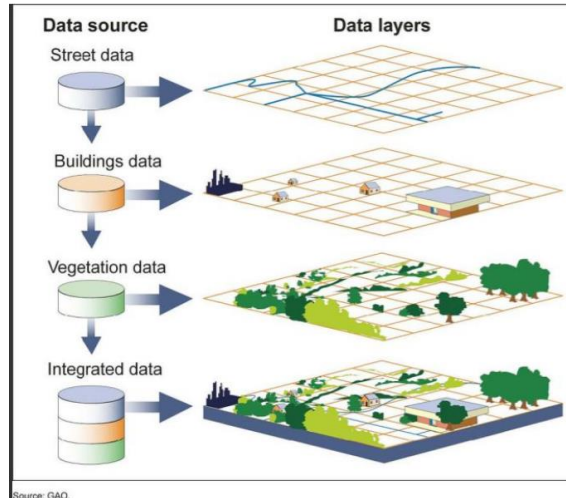 Data source
Data layers
Street data
Buildings data
Vegetation data
Integrated data
Source: GAO.